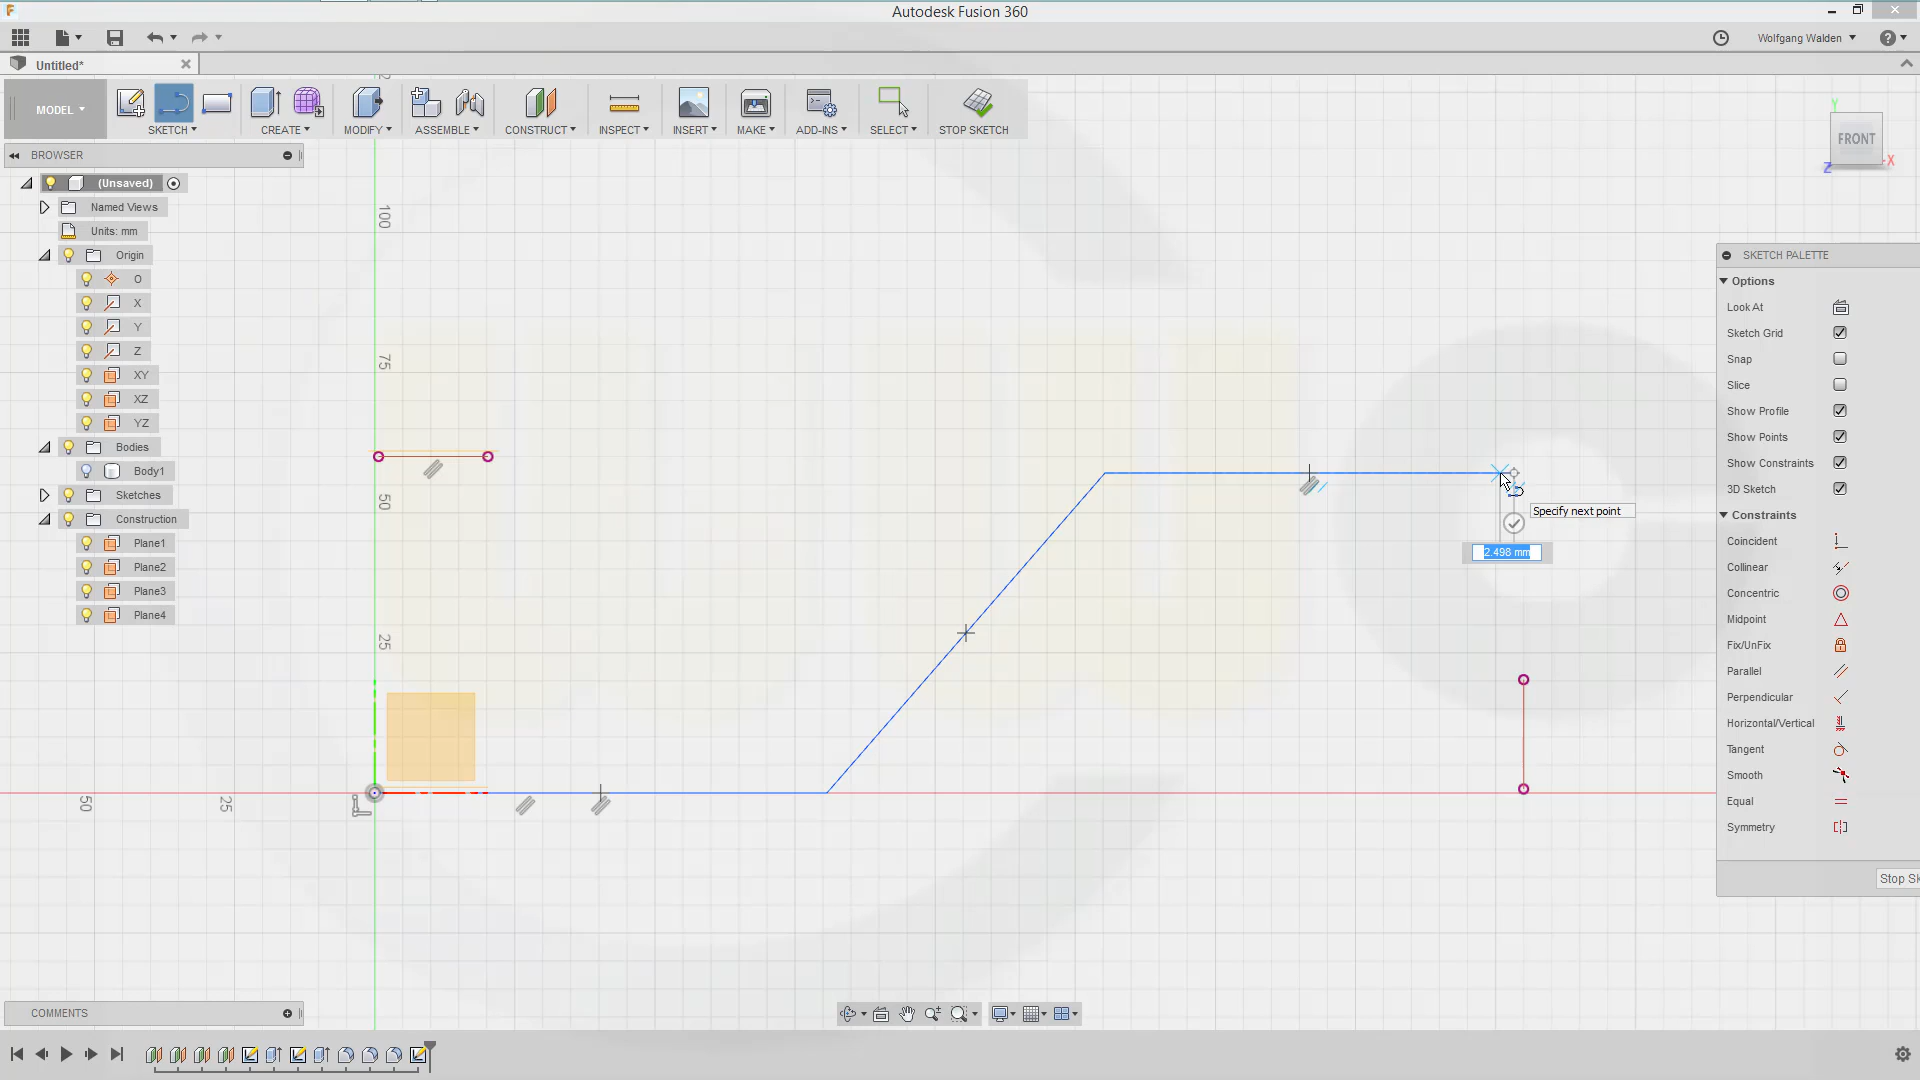 Autodesk Fusion 360
Wolfgang Walden
Untitled*
MODEL
SKETCH
CREATE
MODIFY
ASSEMBLE
CONSTRUCT
INSPECT
INSERT
MAKE
ADD-INS
SELECT
STOP SKETCH
Y
FRONT
-X
Z
BROWSER
(Unsaved)
Named Views
Units: mm
Origin
O
X
Y
Z
XY
XZ
YZ
Bodies
Body1
Sketches
Construction
Plane1
Plane2
Plane3
Plane4
100
75
50
25
50
25
Specify next point
2.498 mm
SKETCH PALETTE
Options
Look At
Sketch Grid
Snap
Slice
Show Profile
Show Points
Show Constraints
3D Sketch
Constraints
Coincident
Collinear
Concentric
Midpoint
Fix/UnFix
Parallel
Perpendicular
Horizontal/Vertical
Tangent
Smooth
Equal
Symmetry
Stop Sk
COMMENTS